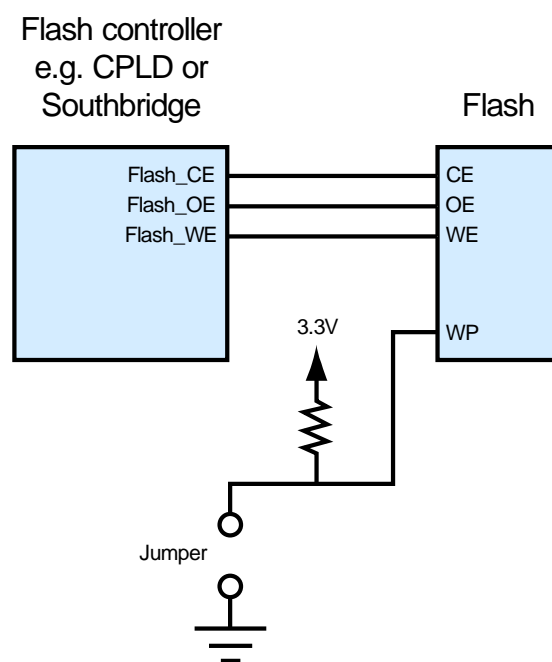 Flash controller
e.g. CPLD or
Southbridge
Flash
Flash_CE
Flash_OE
Flash_WE
CE
OE
WE
WP
3.3V
Jumper